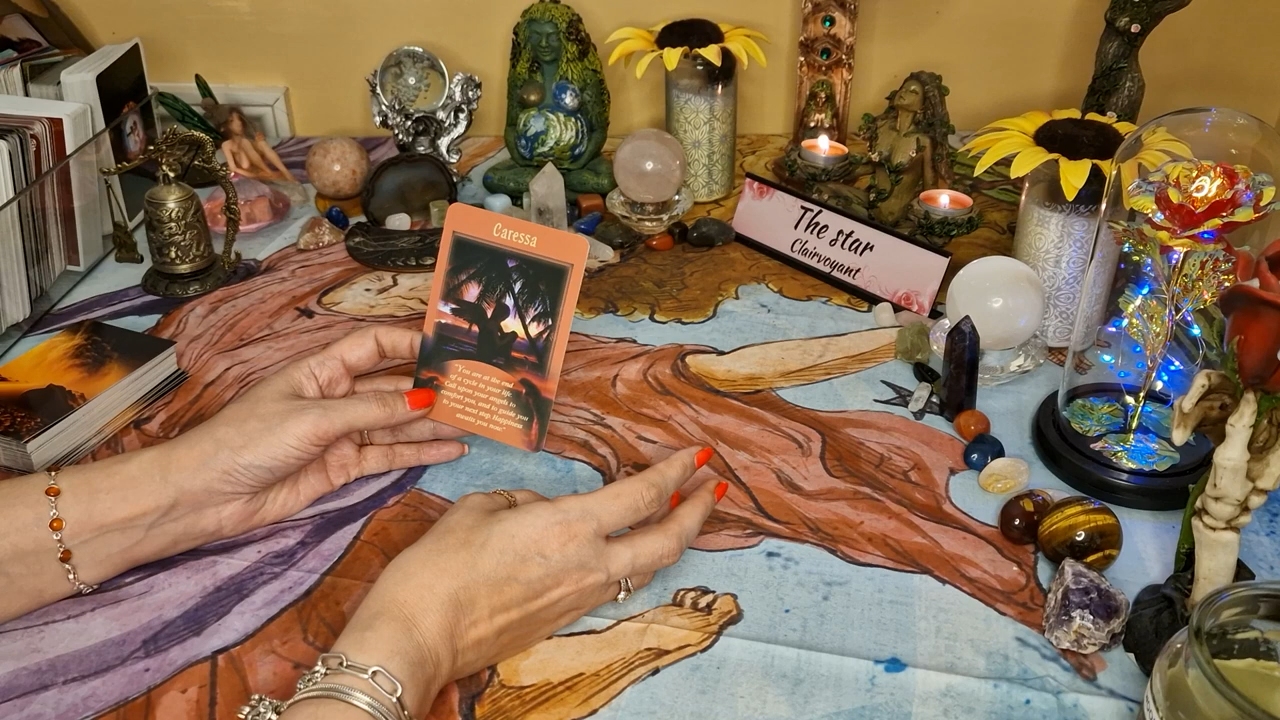 Caressa
"You are at the end
of a cycle in your life.
Call upon your angels to
comfort you, and to guide you
to your next step. Happiness
awaits you now!"
The star
Clairvoyant